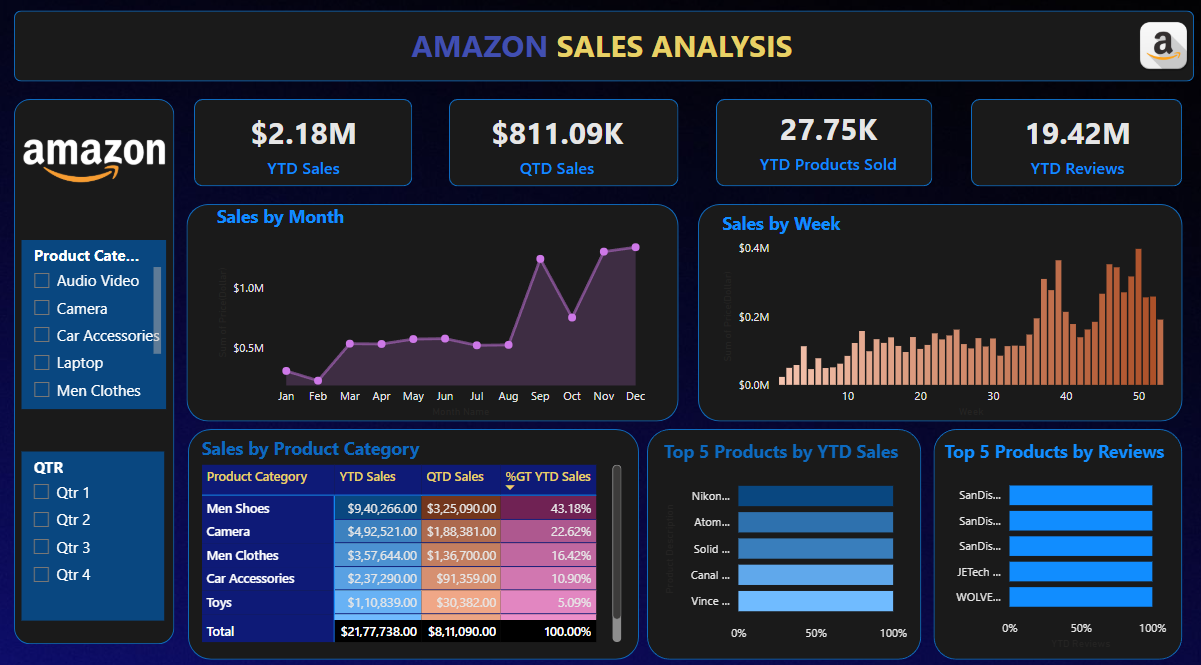 AMAZON SALES ANALYSIS
a
amazon
$2.18M
YTD Sales
$811.09K
QTD Sales
27.75K
YTD Products Sold
19.42M
YTD Reviews
Product Cate...
Audio Video
Camera
Car Accessories
Laptop
Men Clothes
QTR
Qtr 1
Qtr 2
Qtr 3
Qtr 4
Sales by Month
$1.0M
$0.5M
Jan Feb Mar Apr May Jun Jul Aug Sep Oct Nov Dec
Month Name
Sales by Week
$0.4M
$0.2M
$0.0M
10 20 30 40 50
Week
Sales by Product Category
Product Category YTD Sales QTD Sales %GT YTD Sales
Men Shoes $9,40,266.00 $3,25,090.00 43.18%
Camera $4,92,521.00 $1,88,381.00 22.62%
Men Clothes $3,57,644.00 $1,36,700.00 16.42%
Car Accessories $2,37,290.00 $91,359.00 10.90%
Toys $1,10,839.00 $30,382.00 5.09%
Total $21,77,738.00 $8,11,090.00 100.00%
Top 5 Products by YTD Sales
Product Description
Nikon...
Atom...
Solid ...
Canal ...
Vince ...
0% 50% 100%
Top 5 Products by Reviews
SanDis...
SanDis...
SanDis...
JETech ...
WOLVE...
0% 50% 100%
YTD Reviews